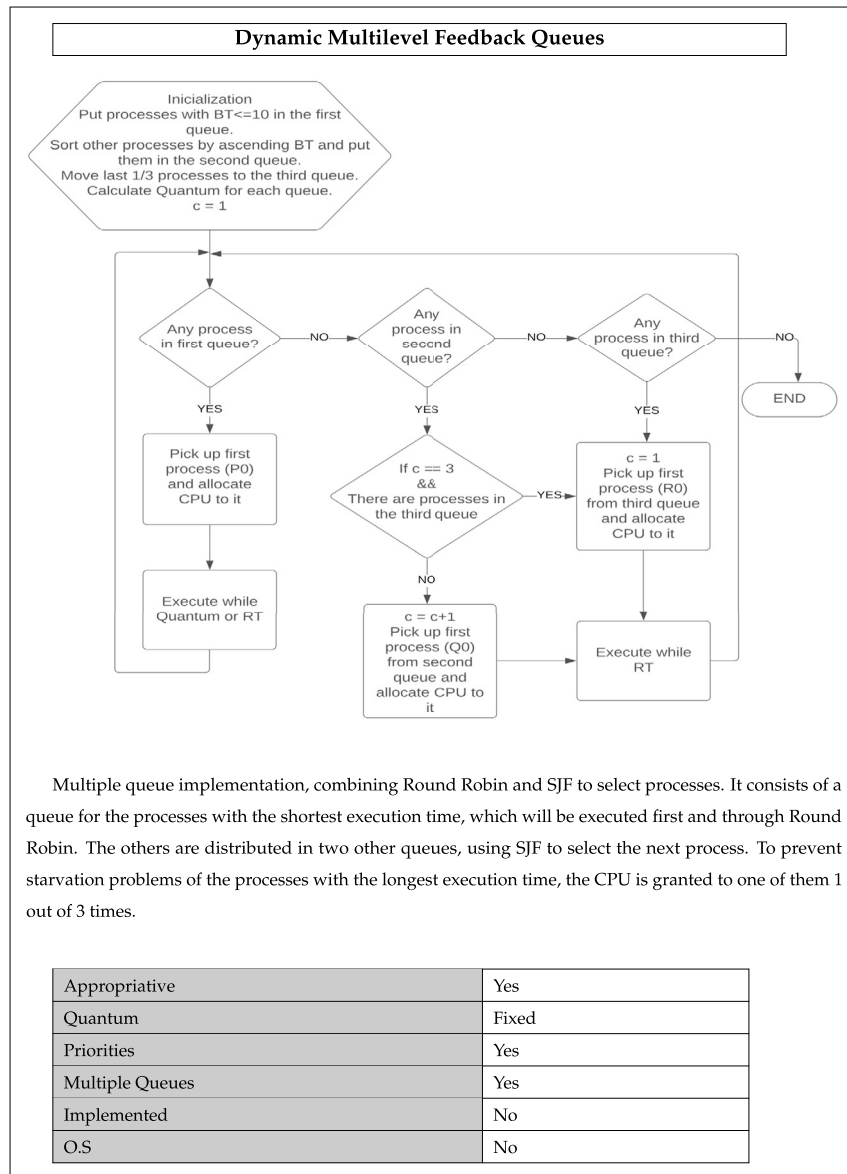 Dynamic Multilevel Feedback Queues
Inicialization
Put processes with BT<=10 in the first
queue.
Sort other processes by ascending BT and put
them in the second queue.
Move last 1/3 processes to the third queue.
Calculate Quantum for each queue.
c = 1
Any process
in first queue?
NO
Any
process in
second
queue?
NO
Any
process in third
queue?
NO
END
YES
YES
YES
Pick up first
process (P0)
and allocate
CPU to it
If c == 3
&&
There are processes in
the third queue
YES
c = 1
Pick up first
process (R0)
from third queue
and allocate
CPU to it
NO
Execute while
Quantum or RT
c = c+1
Pick up first
process (Q0)
from second
queue and
allocate CPU to
it
Execute while
RT
Multiple queue implementation, combining Round Robin and SJF to select processes. It consists of a
queue for the processes with the shortest execution time, which will be executed first and through Round
Robin. The others are distributed in two other queues, using SJF to select the next process. To prevent
starvation problems of the processes with the longest execution time, the CPU is granted to one of them 1
out of 3 times.
Appropriative Yes
Quantum Fixed
Priorities Yes
Multiple Queues Yes
Implemented No
O.S No